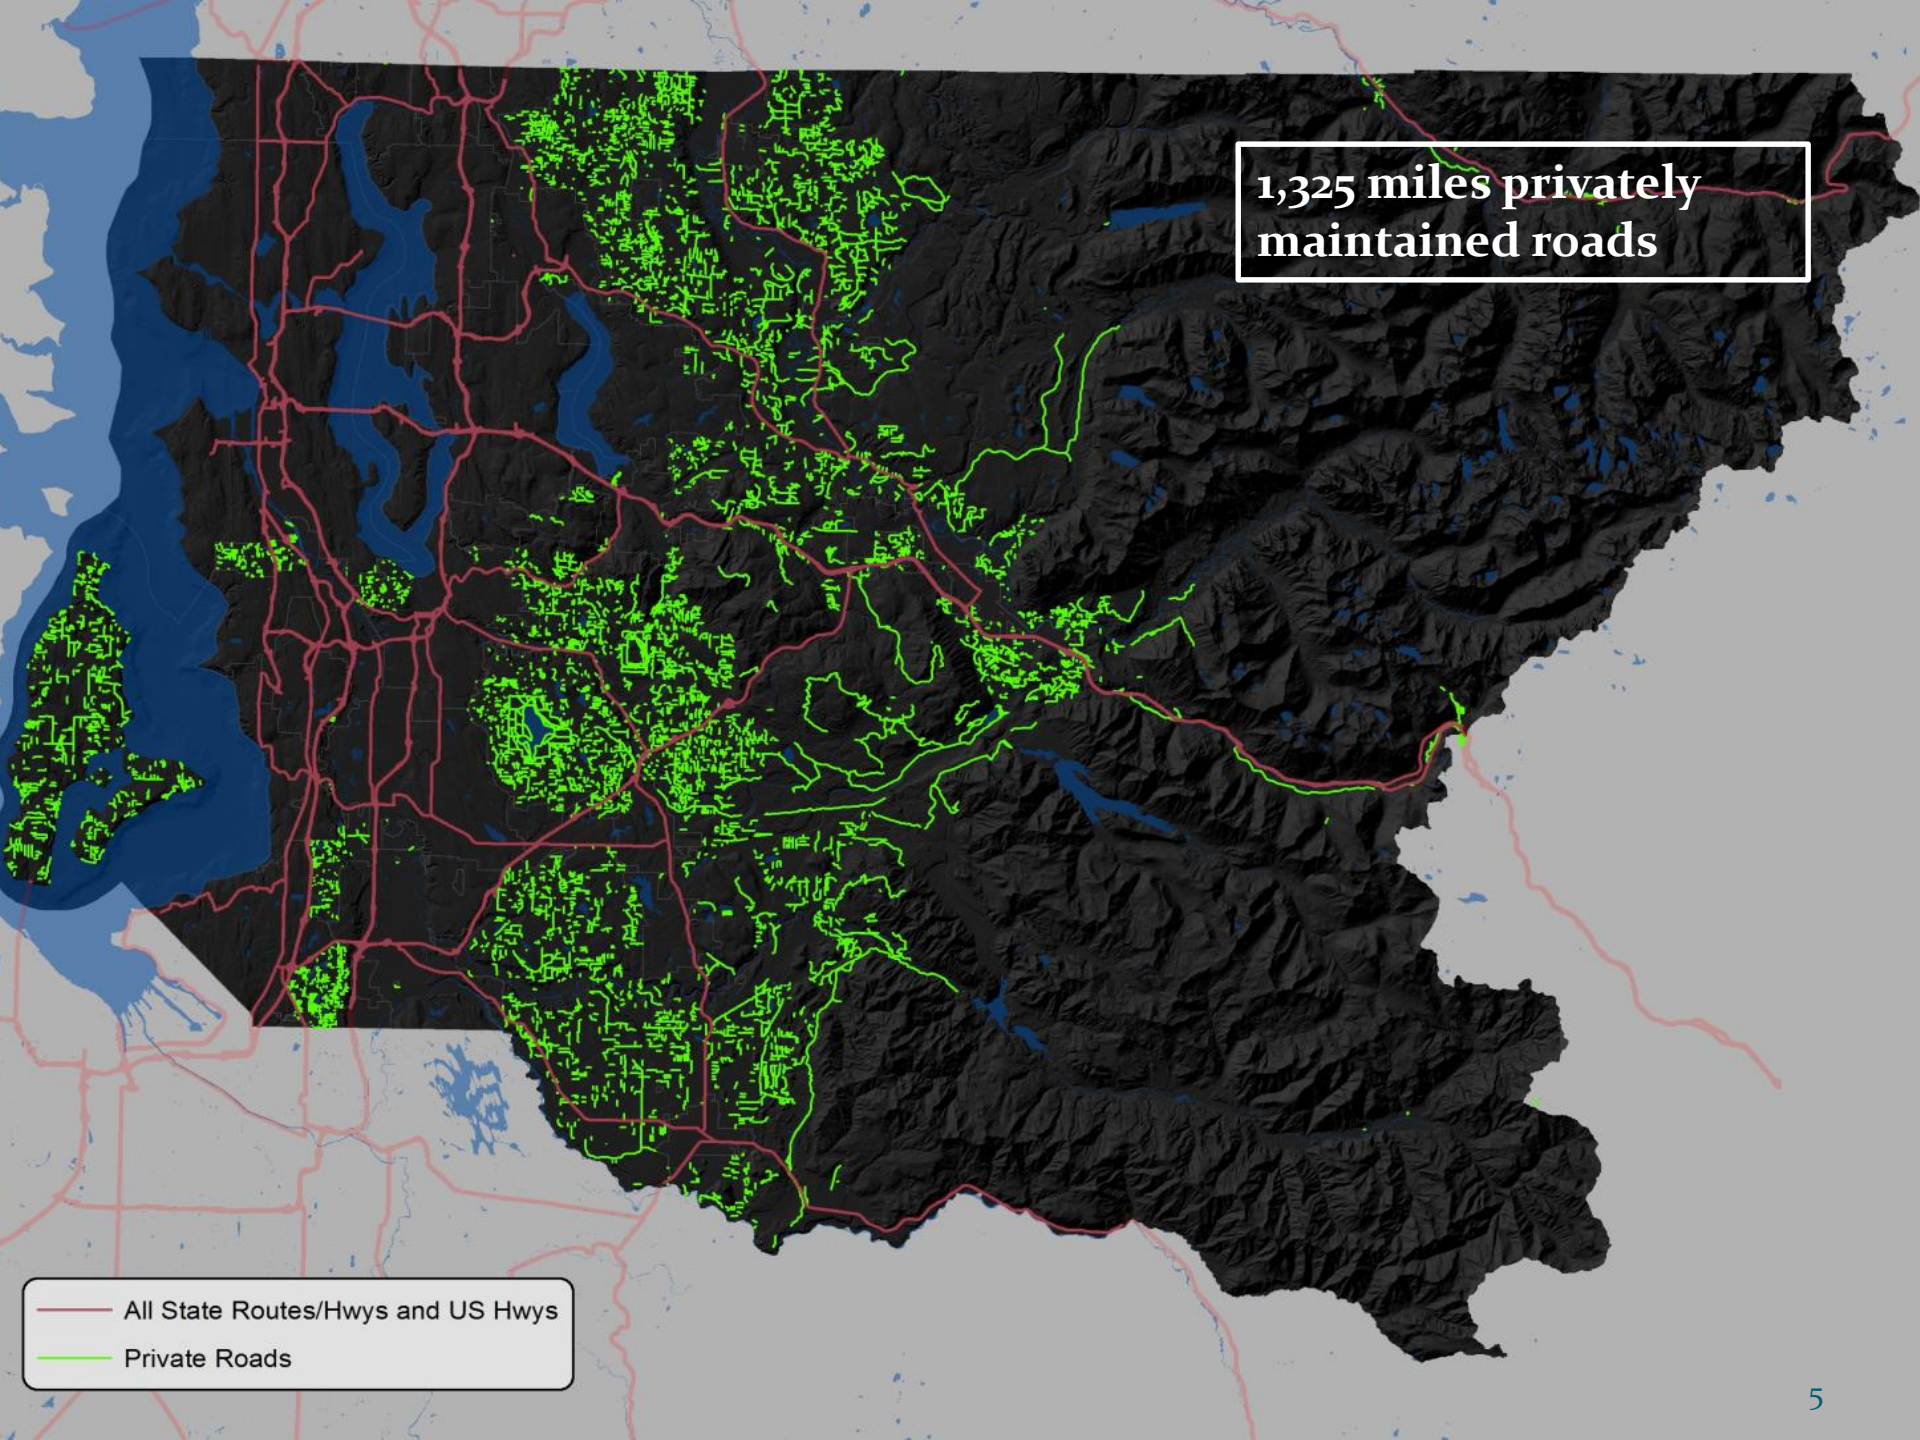 1,325 miles privately
maintained roads
All State Routes/Hwys and US Hwys
Private Roads
5